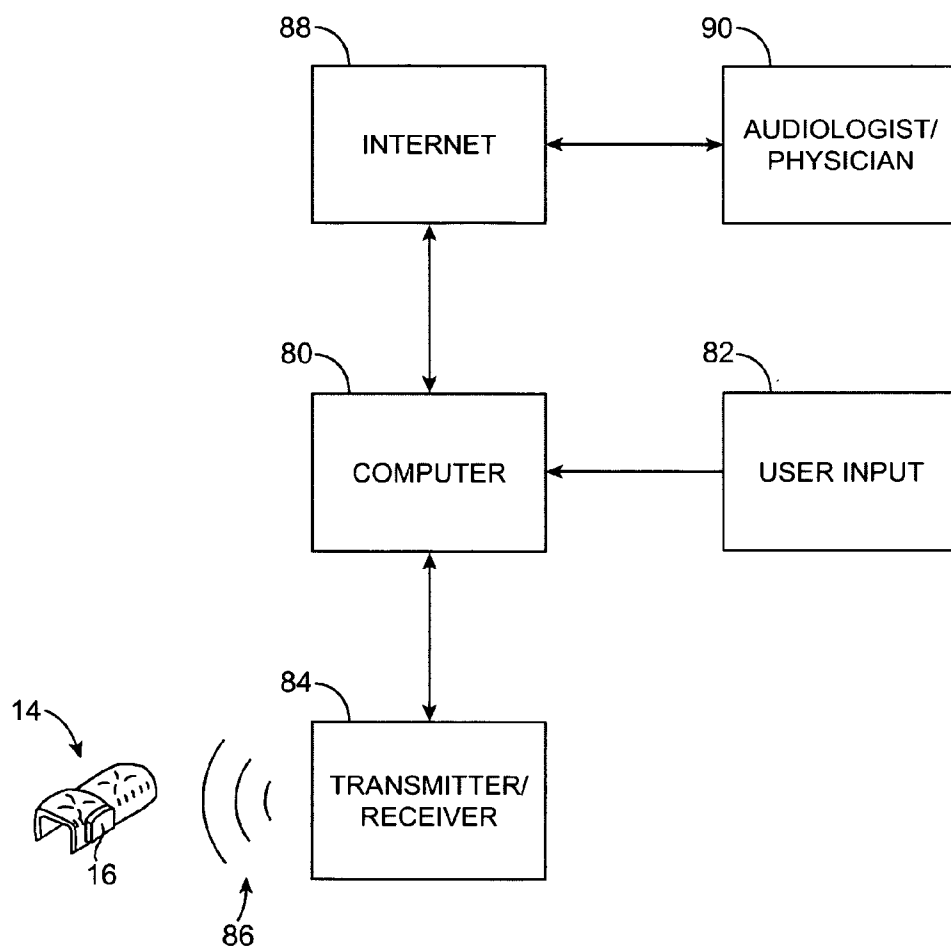 88
90
INTERNET
AUDIOLOGIST/
PHYSICIAN
80
82
COMPUTER
USER INPUT
84
14
TRANSMITTER/
RECEIVER
16
86